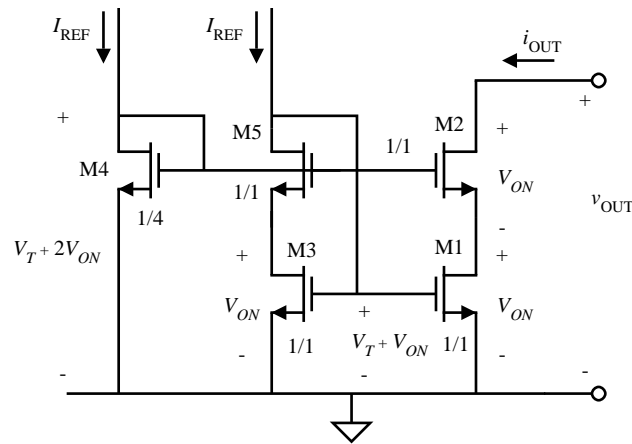 I_REF
I_REF
i_OUT
+
M5
M2
+
+
M4
1/1
V_ON
v_OUT
1/4
1/1
-
V_T + 2V_ON
+
M3
M1
+
V_ON
+
V_ON
-
1/1
V_T + V_ON
1/1
-
-
-
-